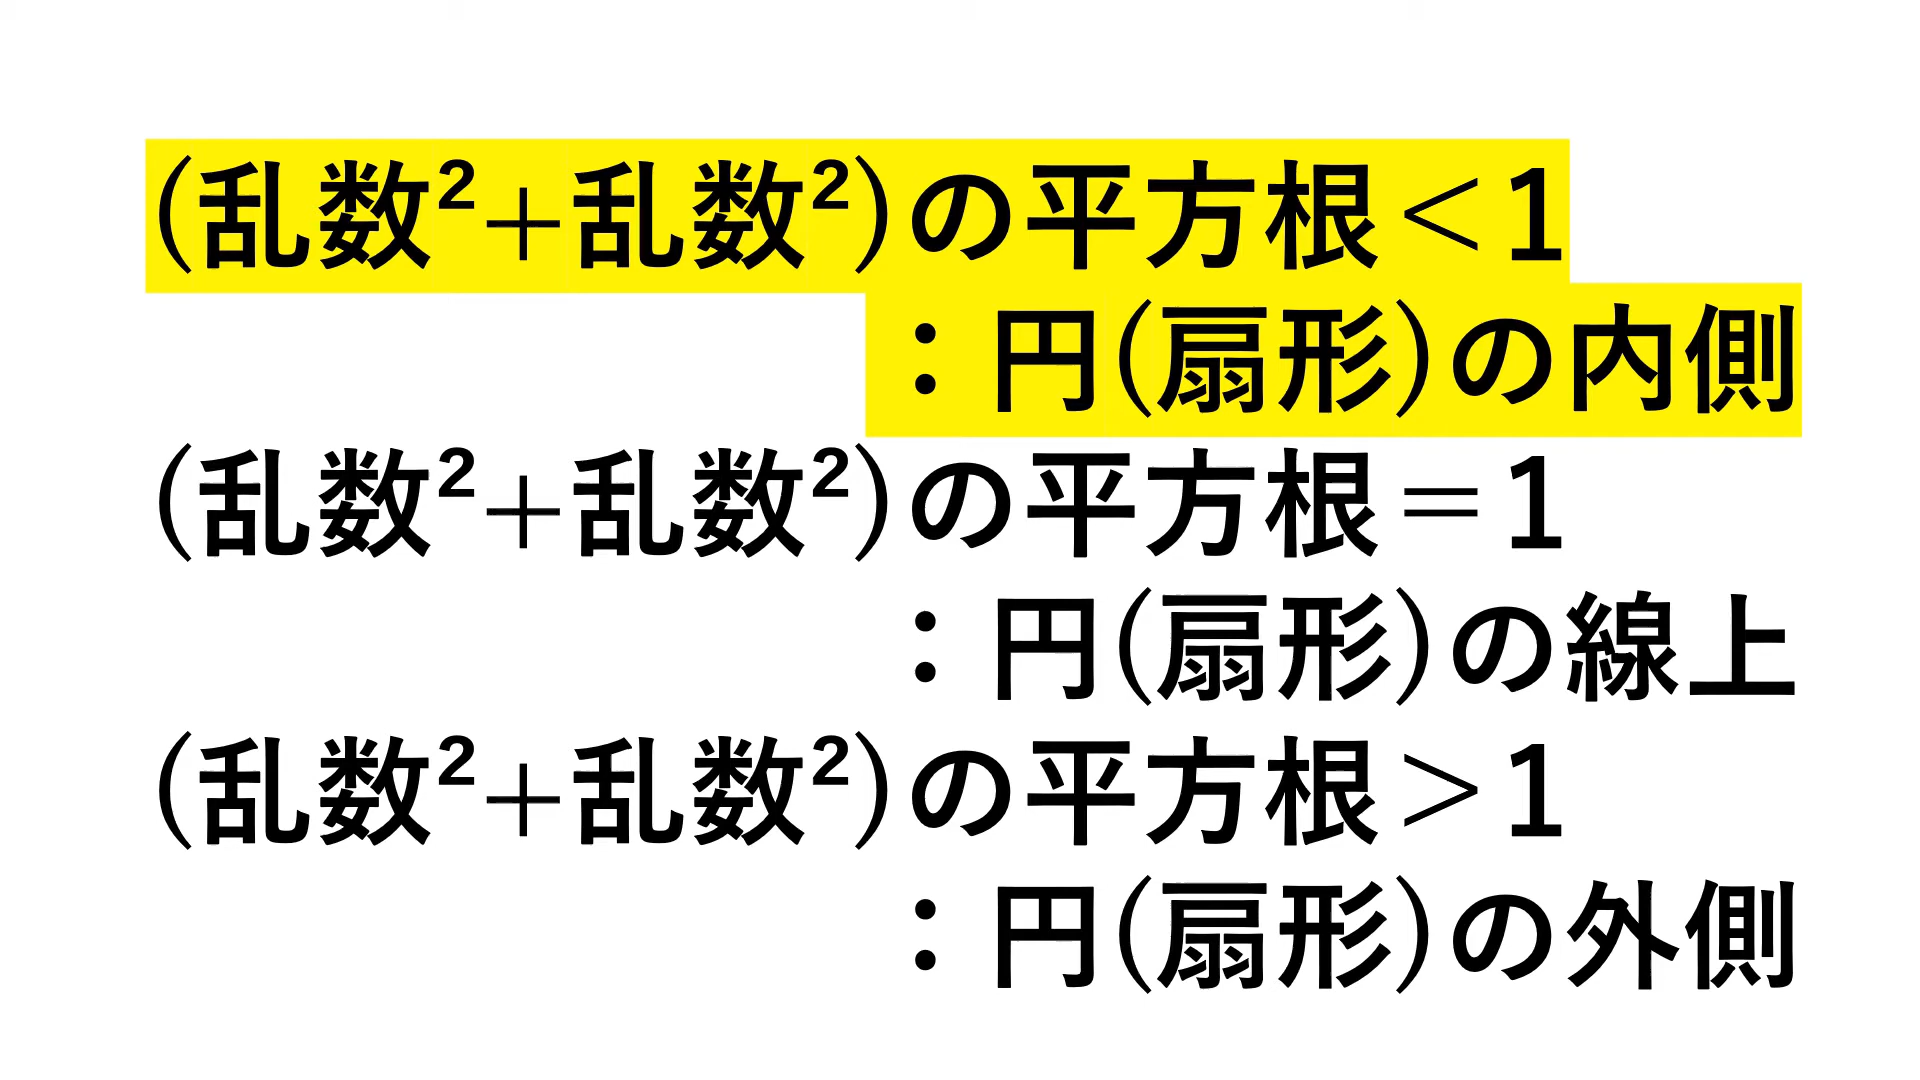 (乱数²+乱数²)の平方根<1
：円(扇形)の内側
(乱数²+乱数²)の平方根=1
：円(扇形)の線上
(乱数²+乱数²)の平方根>1
：円(扇形)の外側